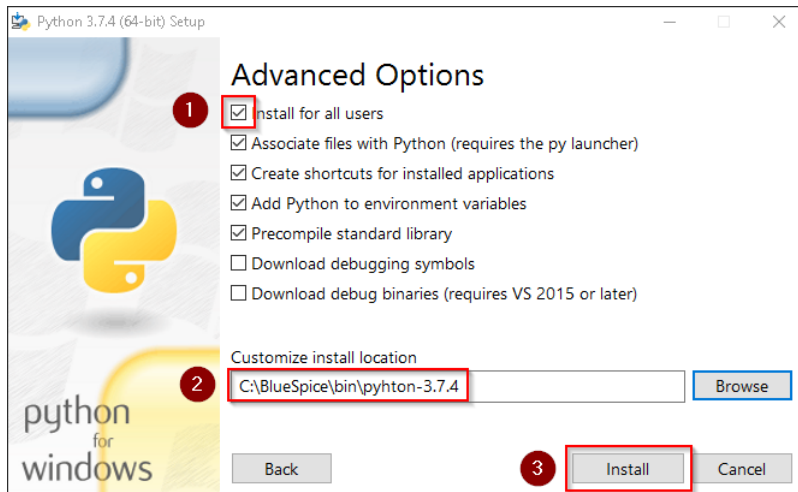 Python 3.7.4 (64-bit) Setup
Advanced Options
1
Install for all users
Associate files with Python (requires the py launcher)
Create shortcuts for installed applications
Add Python to environment variables
Precompile standard library
Download debugging symbols
Download debug binaries (requires VS 2015 or later)
Customize install location
2
C:\BlueSpice\bin\pyhton-3.7.4
Browse
python
for
windows
Back
3
Install
Cancel